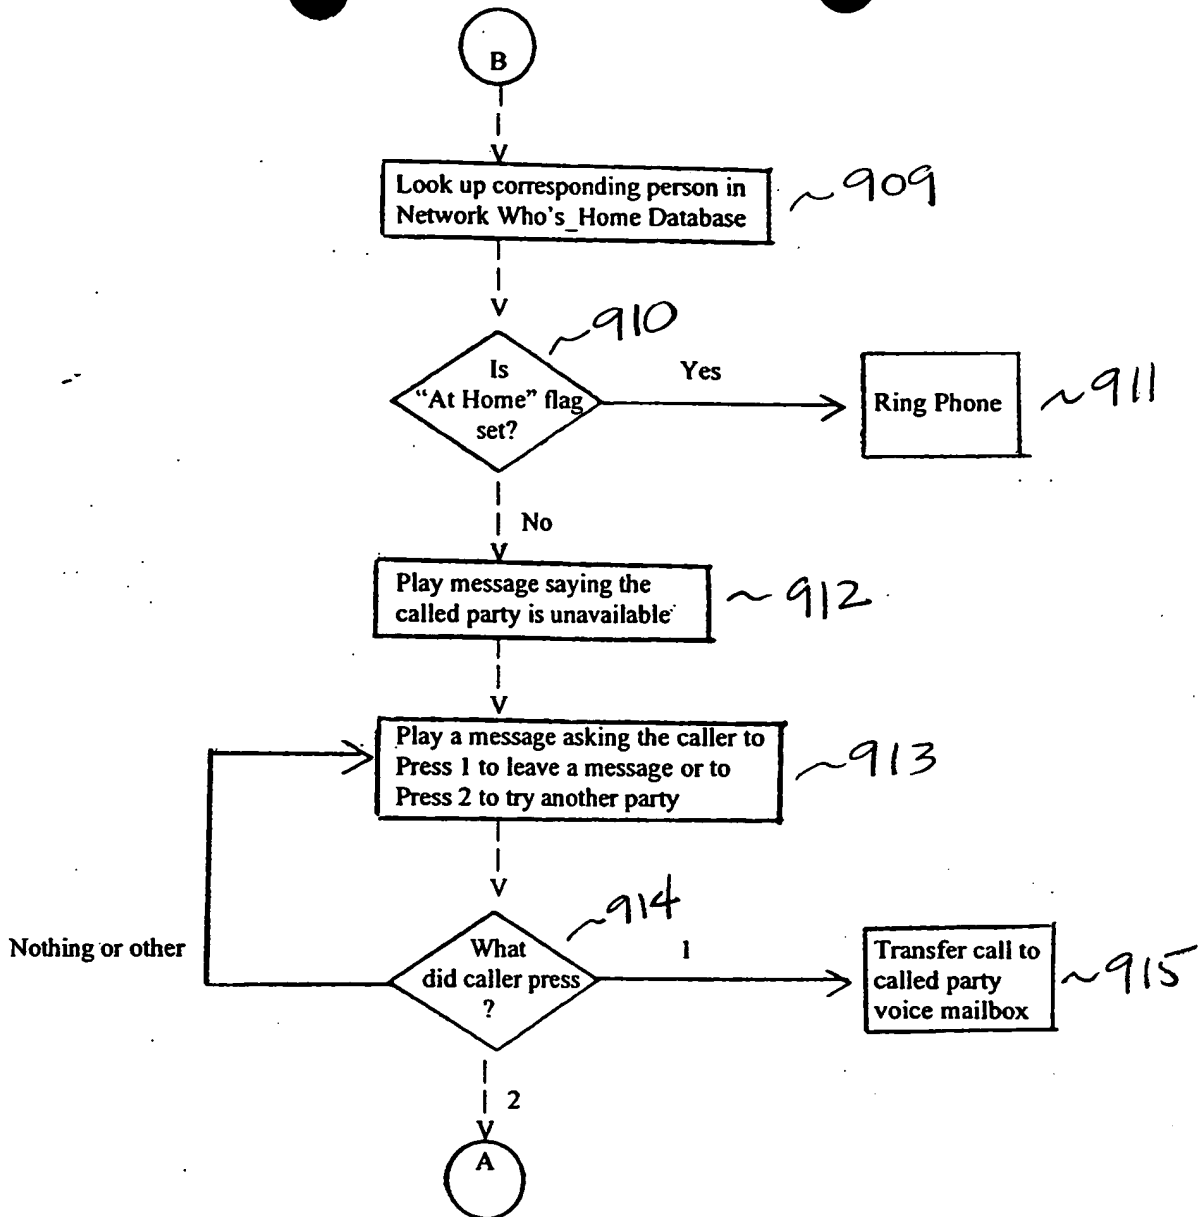 B
Look up corresponding person in
Network Who's_Home Database
~909
~910
Is
“At Home” flag
set?
Yes
Ring Phone
~911
No
Play message saying the
called party is unavailable
~912
Play a message asking the caller to
Press 1 to leave a message or to
Press 2 to try another party
~913
~914
What
did caller press
?
Nothing or other
1
Transfer call to
called party
voice mailbox
~915
2
A